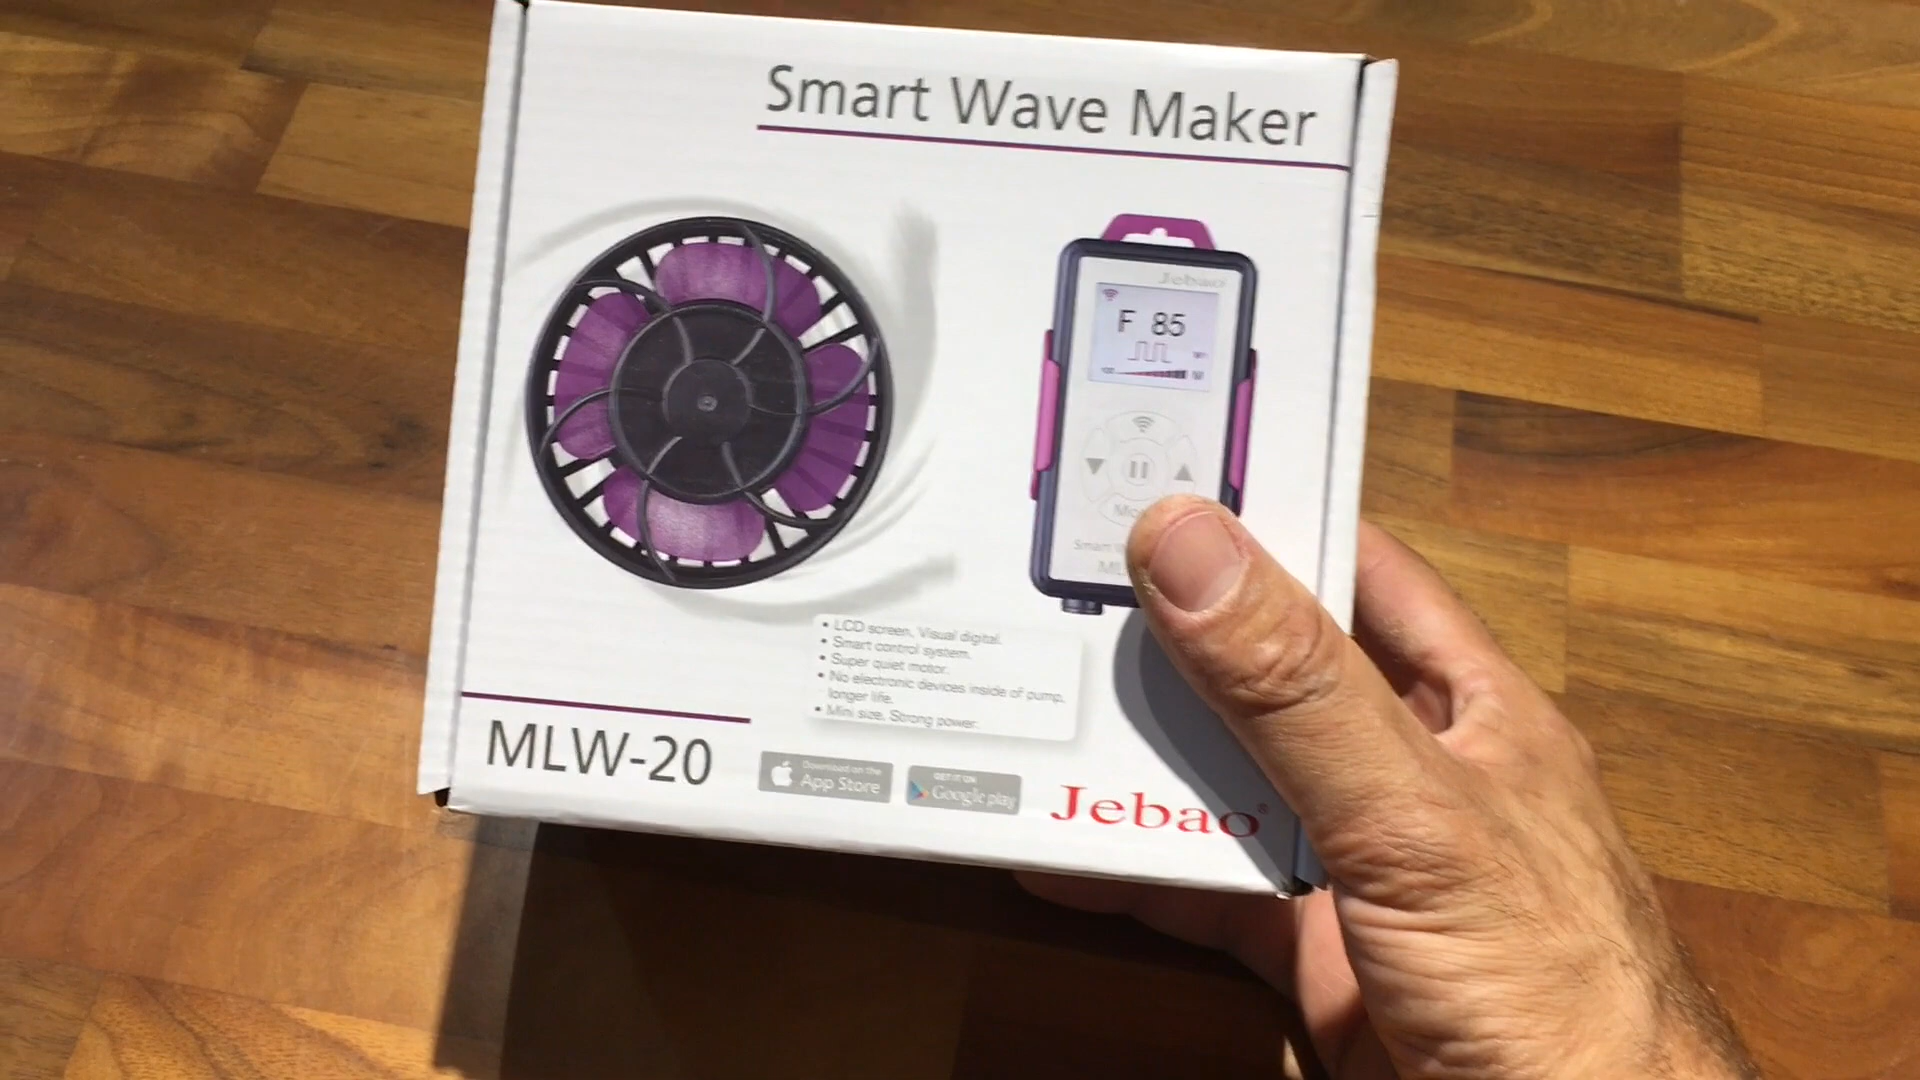 Smart Wave Maker
Jebao
F 85
• LCD screen, Visual digital.
• Smart control system.
• Super quiet motor.
• No electronic devices inside of pump,
longer life.
• Mini size, Strong power.
MLW-20
Download on the
App Store
GET IT ON
Google play
Jebao®